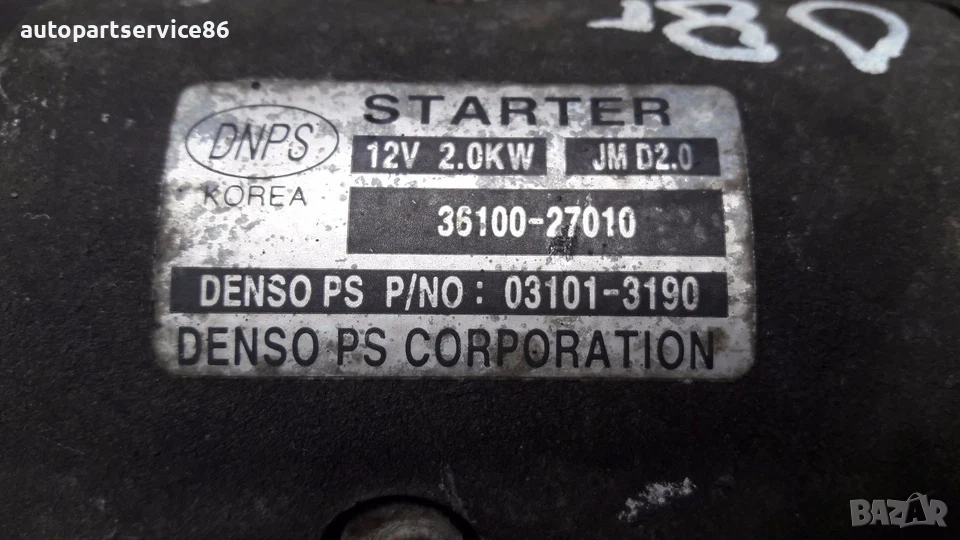 autopartservice86
STARTER
DNPS
KOREA
12V 2.0KW
JM D2.0
36100-27010
DENSO PS P/NO: 03101-3190
DENSO PS CORPORATION
BAZAR